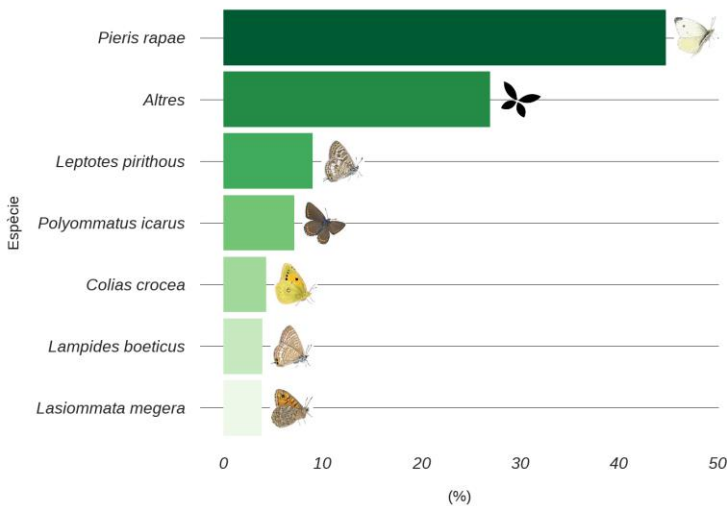 Pieris rapae
Altres
Leptotes pirithous
Polyommatus icarus
Colias crocea
Lampides boeticus
Lasiommata megera
Espècie
0 10 20 30 40 50
(%)